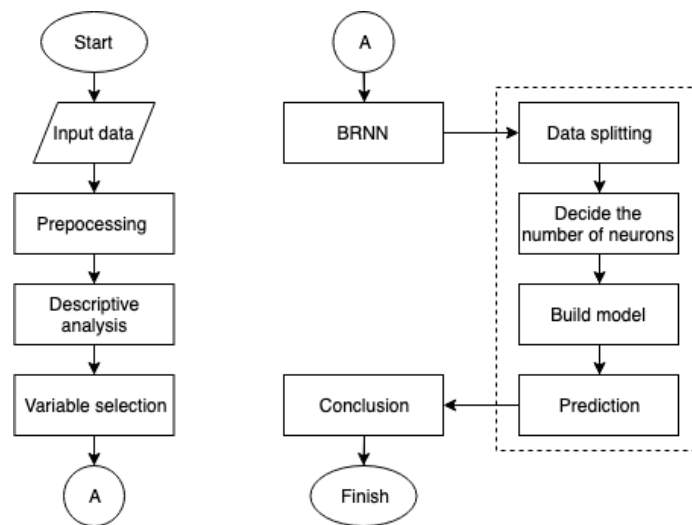 Start
Input data
Prepocessing
Descriptive
analysis
Variable selection
A
A
BRNN
Data splitting
Decide the
number of neurons
Build model
Prediction
Conclusion
Finish